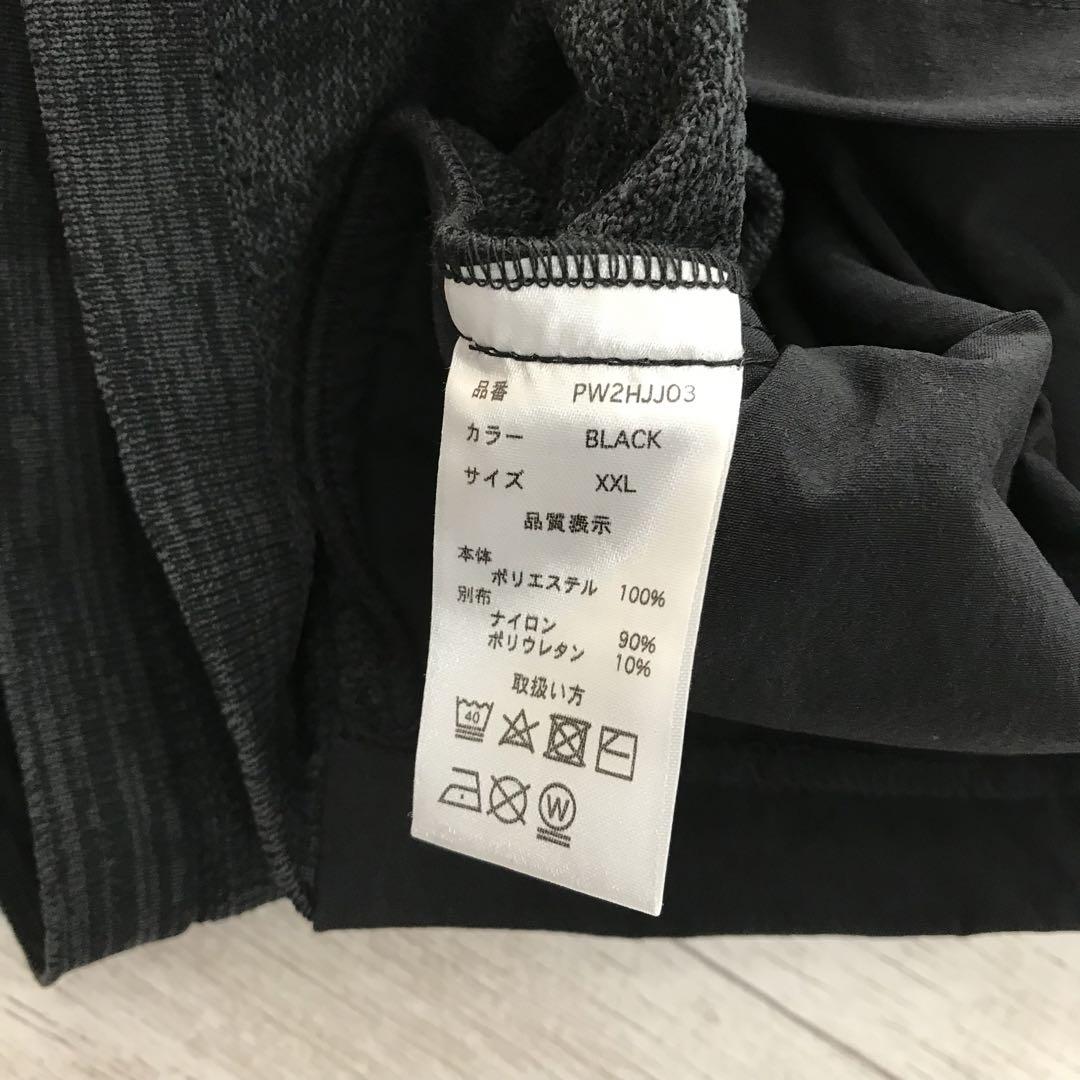 品番 PW2HJJ03
カラー BLACK
サイズ XXL
品質表示
本体
ポリエステル 100%
別布
ナイロン 90%
ポリウレタン 10%
取扱い方
40
W